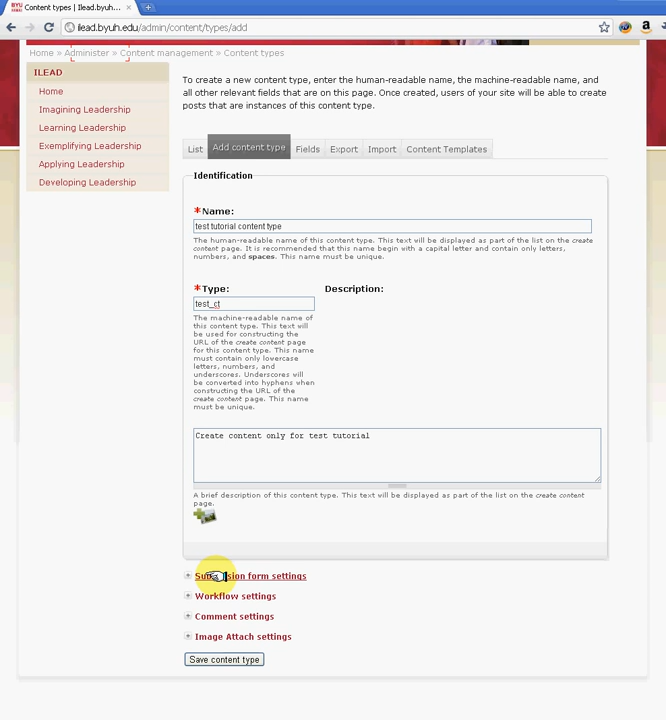 Content types | Ilead.byuh...
ilead.byuh.edu/admin/content/types/add
Home » Administer » Content management » Content types
ILEAD
Home
Imagining Leadership
Learning Leadership
Exemplifying Leadership
Applying Leadership
Developing Leadership
To create a new content type, enter the human-readable name, the machine-readable name, and
all other relevant fields that are on this page. Once created, users of your site will be able to create
posts that are instances of this content type.
List Add content type Fields Export Import Content Templates
Identification
*Name:
test tutorial content type
The human-readable name of this content type. This text will be displayed as part of the list on the create
content page. It is recommended that this name begin with a capital letter and contain only letters,
numbers, and spaces. This name must be unique.
*Type: Description:
test_ct
The machine-readable name of
this content type. This text will
be used for constructing the
URL of the create content page
for this content type. This name
must contain only lowercase
letters, numbers, and
underscores. Underscores will
be converted into hyphens when
constructing the URL of the
create content page. This name
must be unique.
Create content only for test tutorial
A brief description of this content type. This text will be displayed as part of the list on the create content
page.
Submission form settings
Workflow settings
Comment settings
Image Attach settings
Save content type